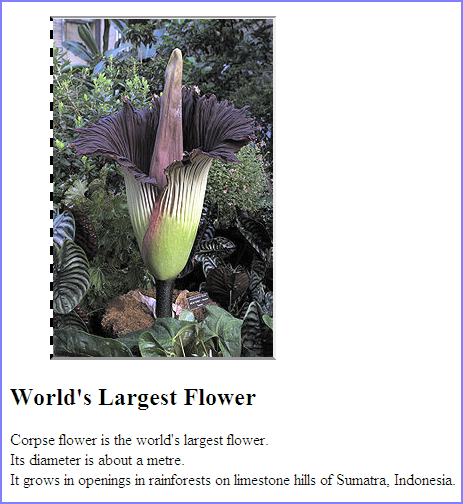 World's Largest Flower
Corpse flower is the world's largest flower.
Its diameter is about a metre.
It grows in openings in rainforests on limestone hills of Sumatra, Indonesia.